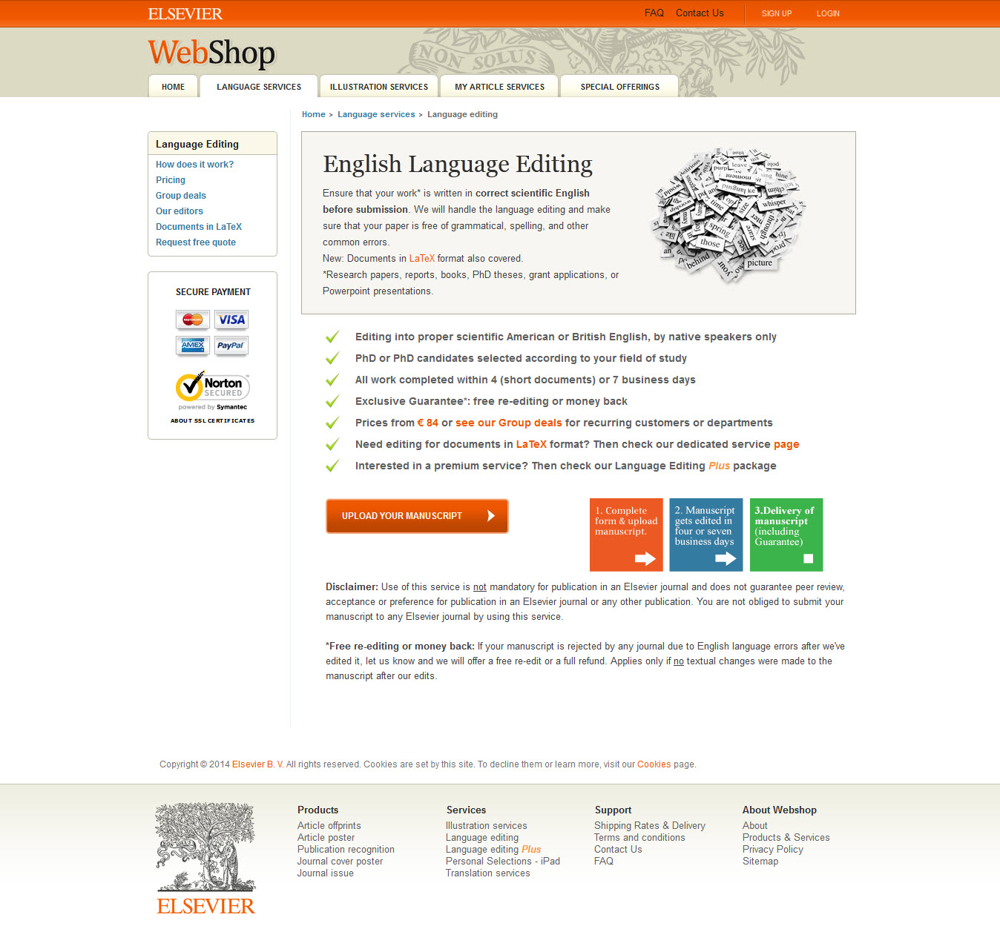 ELSEVIER
FAQ Contact Us SIGN UP LOGIN
WebShop
NON SOLUS
HOME LANGUAGE SERVICES ILLUSTRATION SERVICES MY ARTICLE SERVICES SPECIAL OFFERINGS
Home > Language services > Language editing
Language Editing
How does it work?
Pricing
Group deals
Our editors
Documents in LaTeX
Request free quote
SECURE PAYMENT
MasterCard VISA
AMEX PayPal
Norton
SECURED
powered by Symantec
ABOUT SSL CERTIFICATES
English Language Editing
Ensure that your work* is written in correct scientific English
before submission. We will handle the language editing and make
sure that your paper is free of grammatical, spelling, and other
common errors.
New: Documents in LaTeX format also covered.
*Research papers, reports, books, PhD theses, grant applications, or
Powerpoint presentations.
blue
leave
pole
moment
whisper
time
size
spring
those
start
see
behind
your
picture
an
like
Editing into proper scientific American or British English, by native speakers only
PhD or PhD candidates selected according to your field of study
All work completed within 4 (short documents) or 7 business days
Exclusive Guarantee*: free re-editing or money back
Prices from € 84 or see our Group deals for recurring customers or departments
Need editing for documents in LaTeX format? Then check our dedicated service page
Interested in a premium service? Then check our Language Editing Plus package
UPLOAD YOUR MANUSCRIPT
1. Complete
form & upload
manuscript.
2. Manuscript
gets edited in
four or seven
business days
3.Delivery of
manuscript
(including
Guarantee)
Disclaimer: Use of this service is not mandatory for publication in an Elsevier journal and does not guarantee peer review,
acceptance or preference for publication in an Elsevier journal or any other publication. You are not obliged to submit your
manuscript to any Elsevier journal by using this service.
*Free re-editing or money back: If your manuscript is rejected by any journal due to English language errors after we've
edited it, let us know and we will offer a free re-edit or a full refund. Applies only if no textual changes were made to the
manuscript after our edits.
Copyright © 2014 Elsevier B. V. All rights reserved. Cookies are set by this site. To decline them or learn more, visit our Cookies page.
NON SOLUS
ELSEVIER
Products
Article offprints
Article poster
Publication recognition
Journal cover poster
Journal issue
Services
Illustration services
Language editing
Language editing Plus
Personal Selections - iPad
Translation services
Support
Shipping Rates & Delivery
Terms and conditions
Contact Us
FAQ
About Webshop
About
Products & Services
Privacy Policy
Sitemap